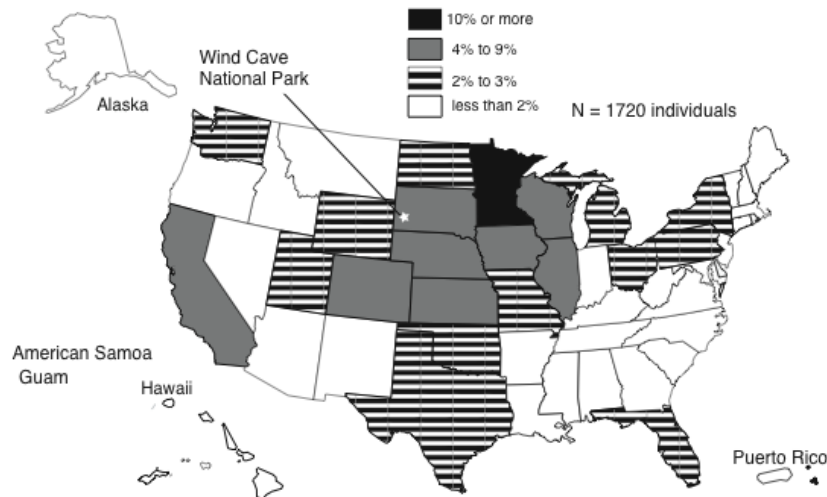 10% or more
4% to 9%
2% to 3%
less than 2%
Wind Cave
National Park
N = 1720 individuals
Alaska
American Samoa
Guam
Hawaii
Puerto Rico